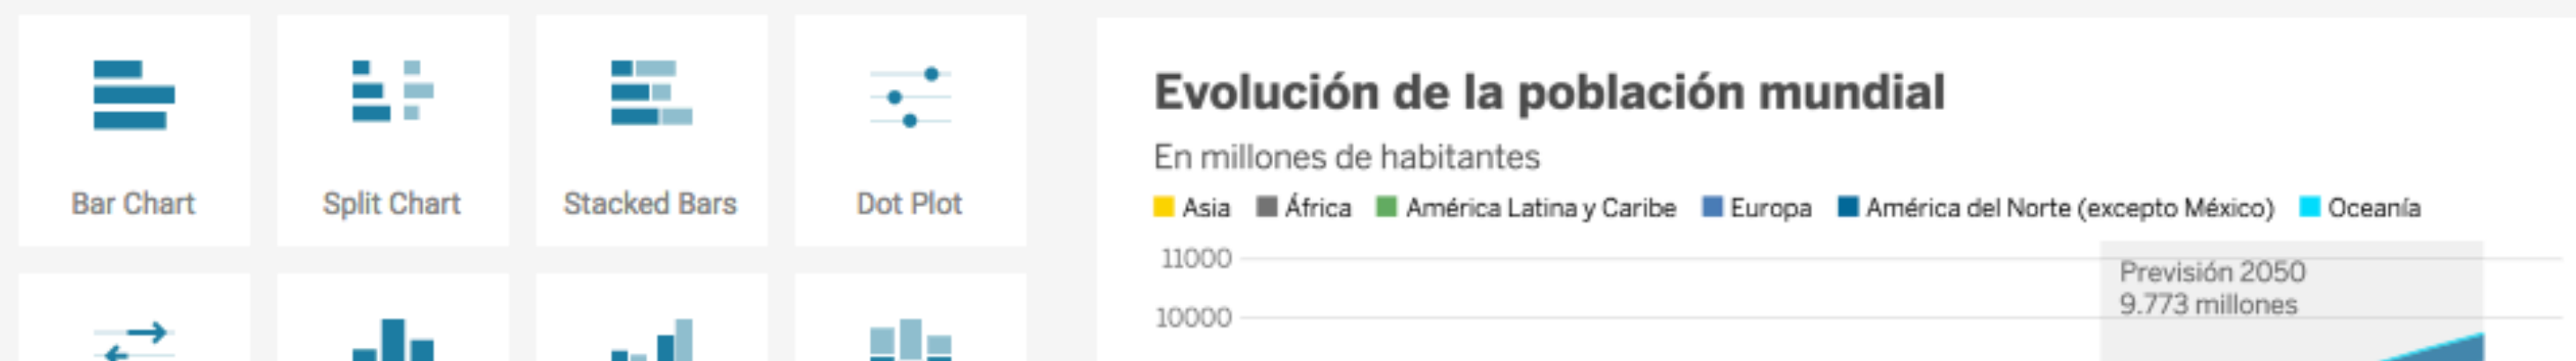 Bar Chart
Split Chart
Stacked Bars
Dot Plot
Evolución de la población mundial
En millones de habitantes
Asia África América Latina y Caribe Europa América del Norte (excepto México) Oceanía
11000
Previsión 2050
9.773 millones
10000